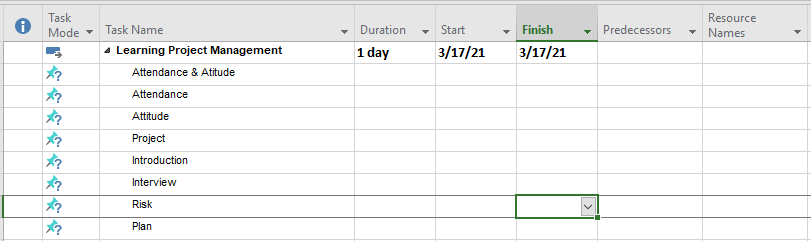 Task Mode Task Name Duration Start Finish Predecessors Resource Names
Learning Project Management 1 day 3/17/21 3/17/21
Attendance & Atitude
Attendance
Attitude
Project
Introduction
Interview
Risk
Plan